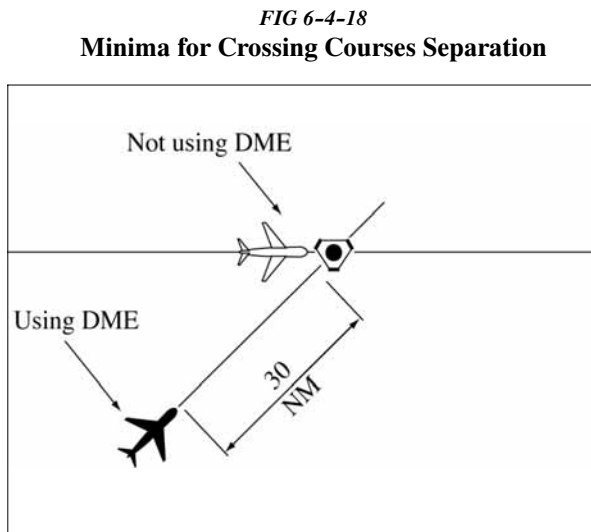 FIG 6-4-18
Minima for Crossing Courses Separation
Not using DME
Using DME
30
NM